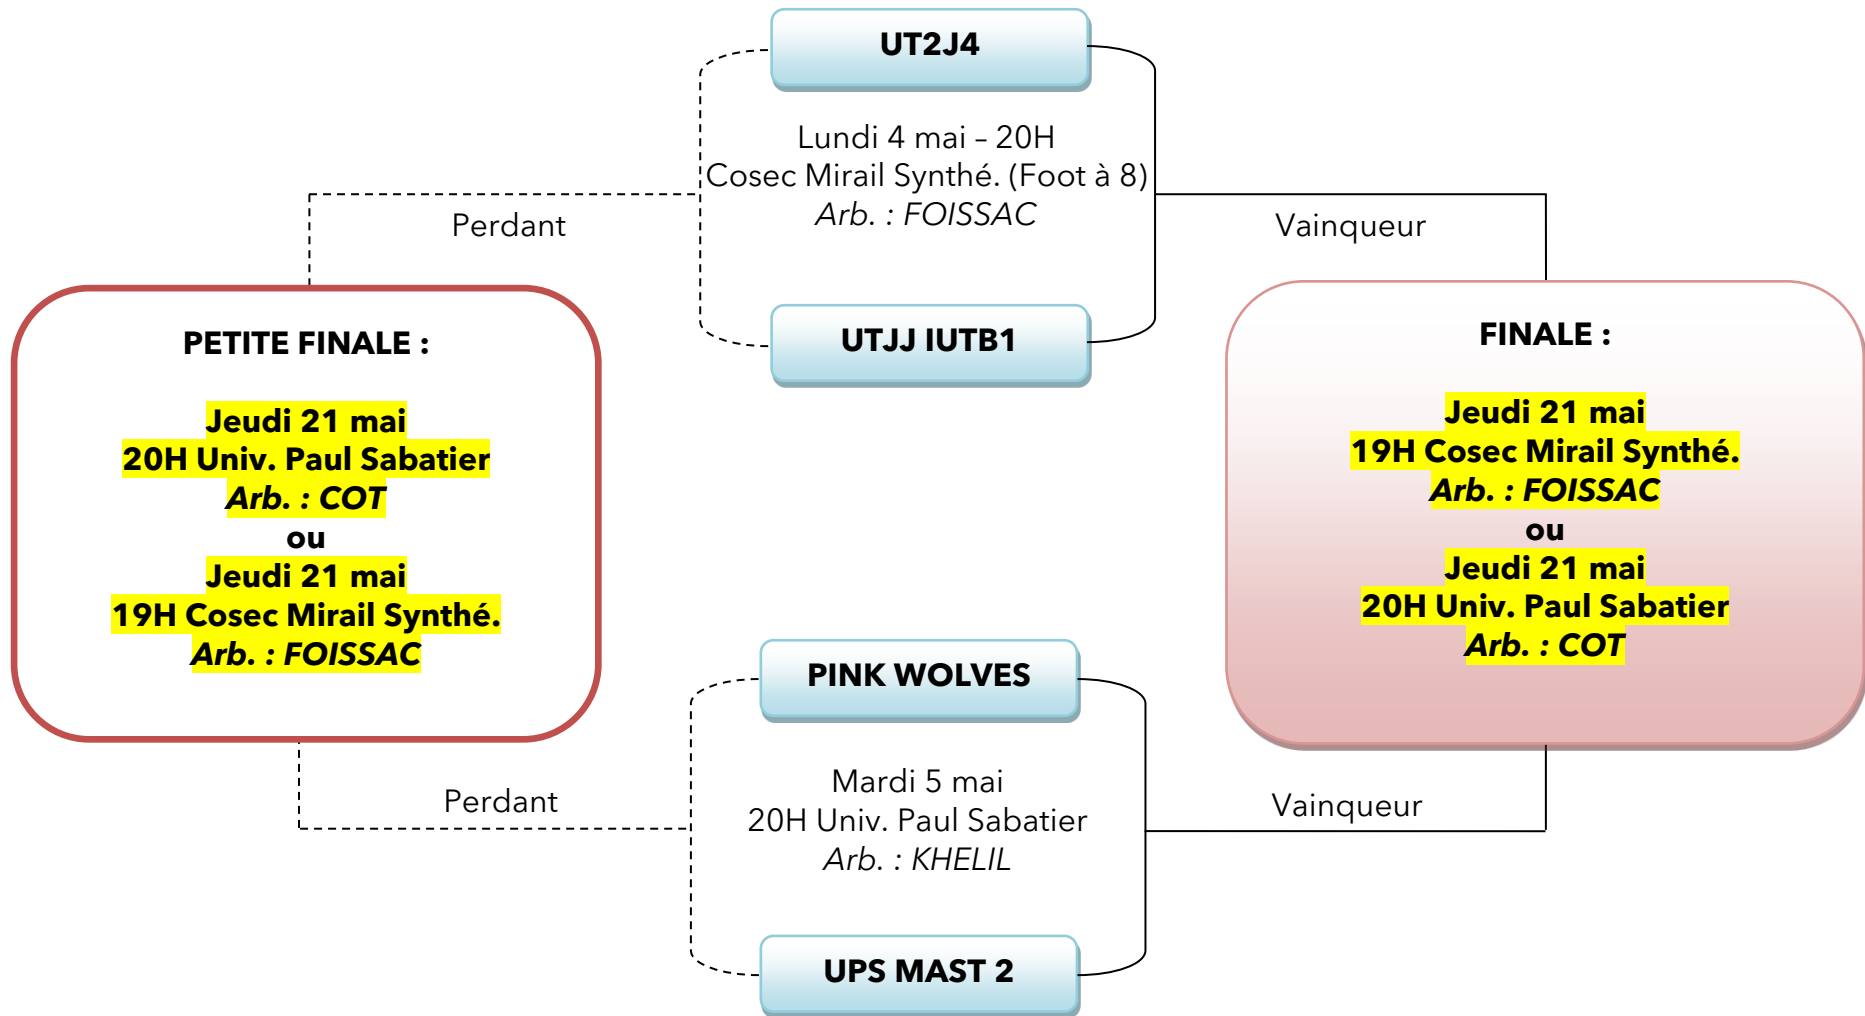 UT2J4
Lundi 4 mai – 20H
Cosec Mirail Synthé. (Foot à 8)
Arb. : FOISSAC
Perdant
Vainqueur
UTJJ IUTB1
PETITE FINALE :
Jeudi 21 mai
20H Univ. Paul Sabatier
Arb. : COT
ou
Jeudi 21 mai
19H Cosec Mirail Synthé.
Arb. : FOISSAC
FINALE :
Jeudi 21 mai
19H Cosec Mirail Synthé.
Arb. : FOISSAC
ou
Jeudi 21 mai
20H Univ. Paul Sabatier
Arb. : COT
PINK WOLVES
Mardi 5 mai
20H Univ. Paul Sabatier
Arb. : KHELIL
Perdant
Vainqueur
UPS MAST 2